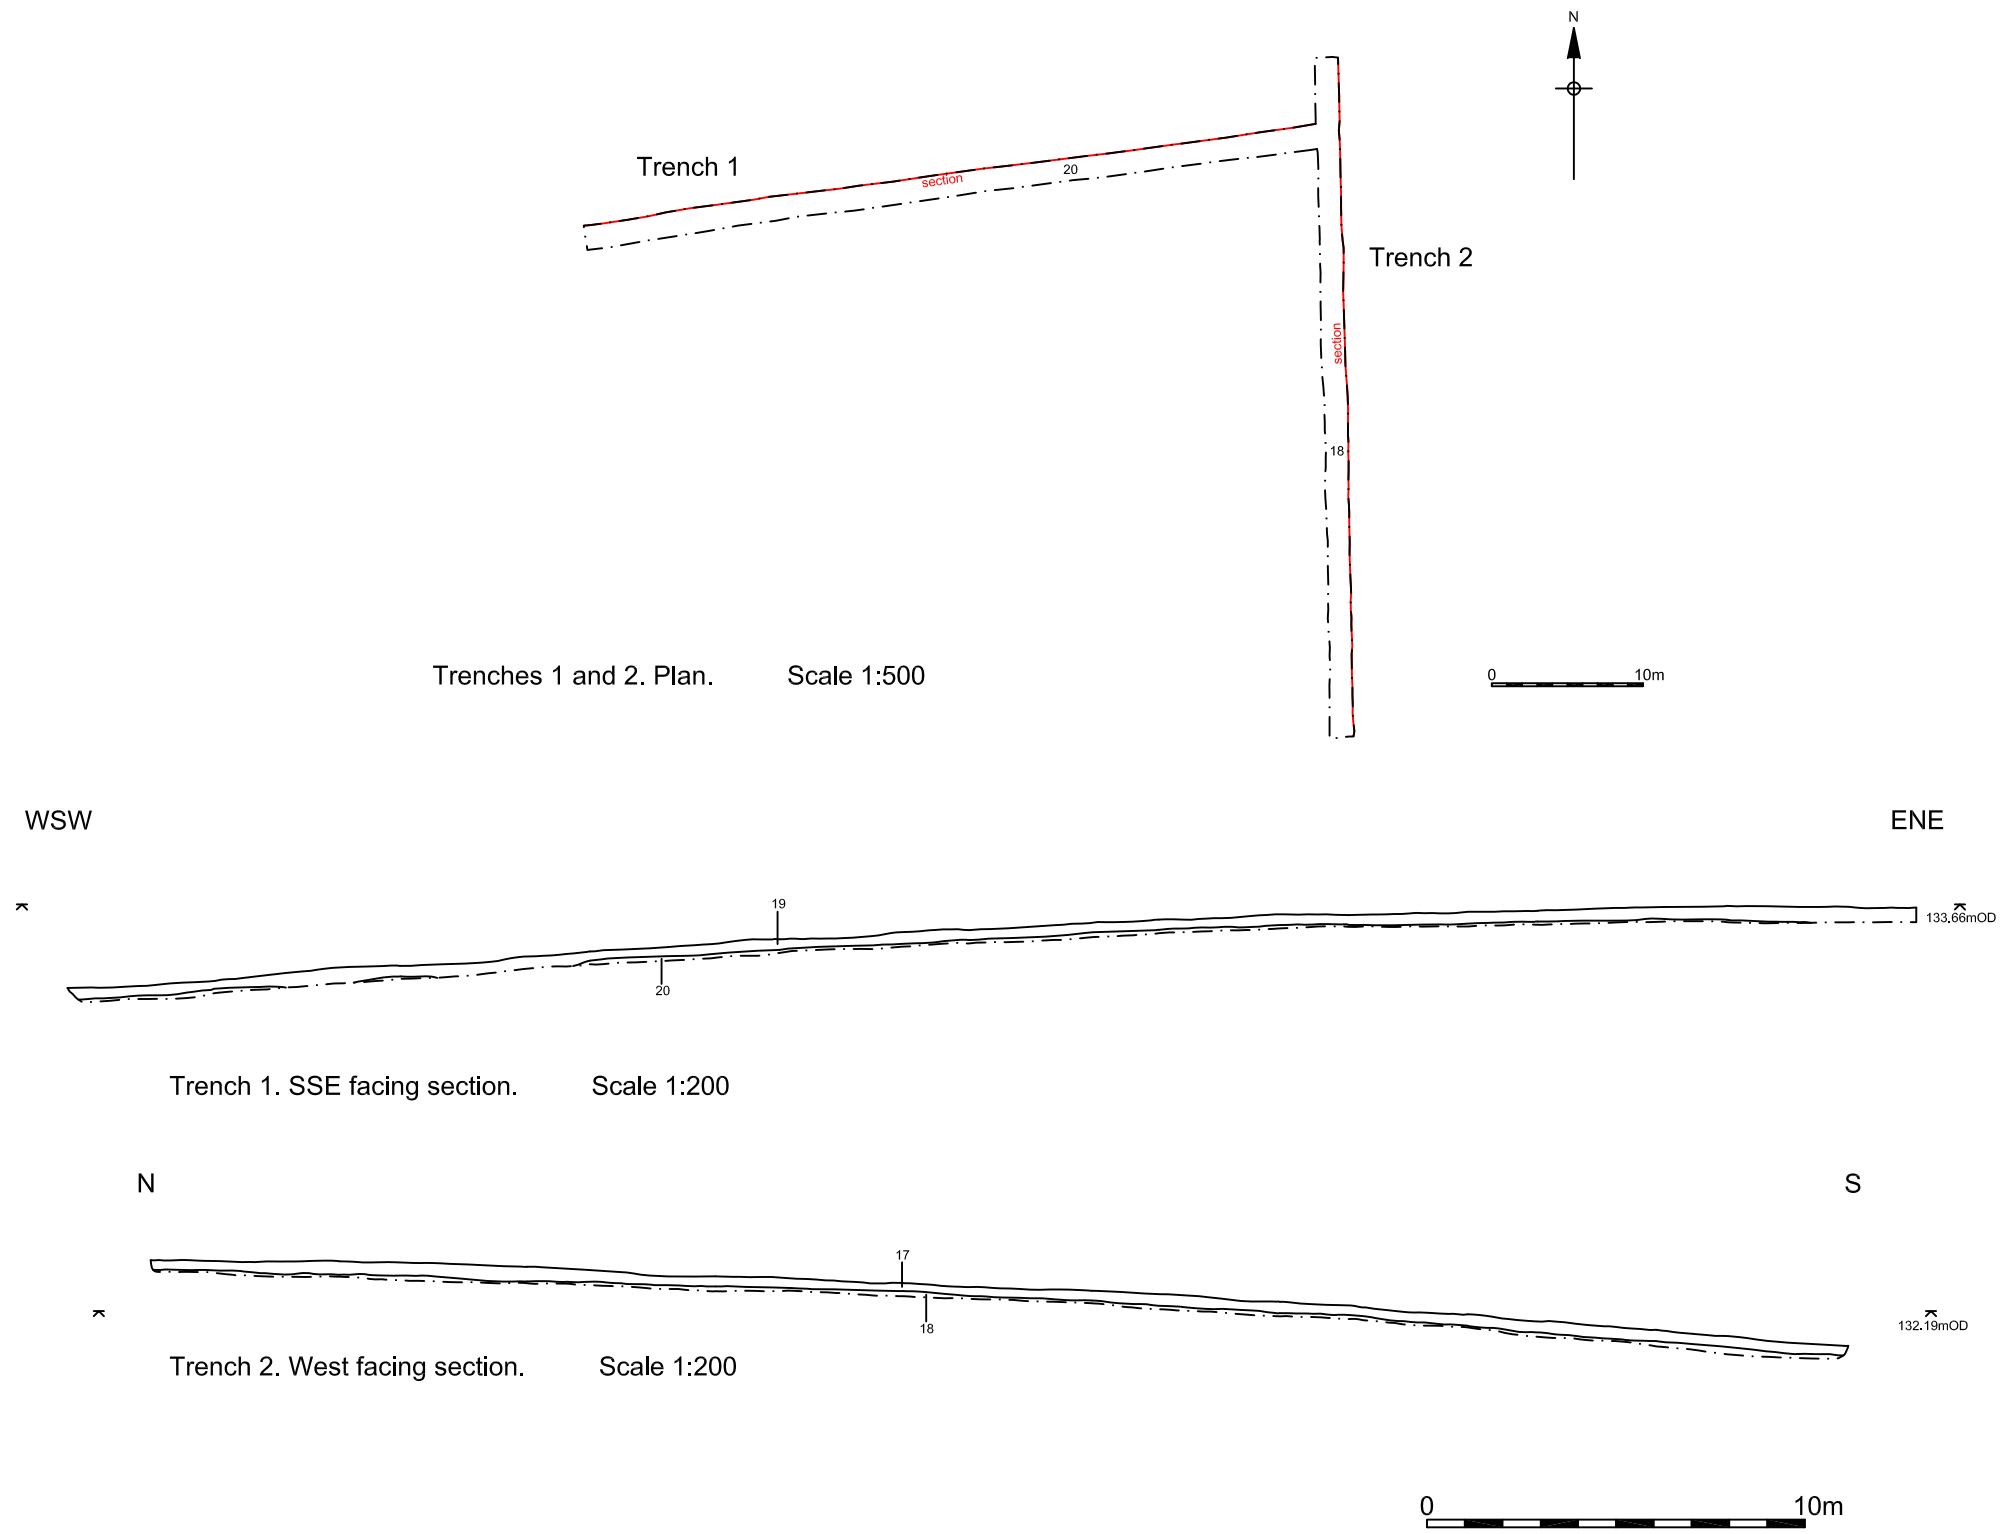 N
Trench 1
section
20
Trench 2
section
18
Trenches 1 and 2. Plan. Scale 1:500
0 10m
WSW ENE
19
133.66mOD
20
Trench 1. SSE facing section. Scale 1:200
N S
17
132.19mOD
18
Trench 2. West facing section. Scale 1:200
0 10m